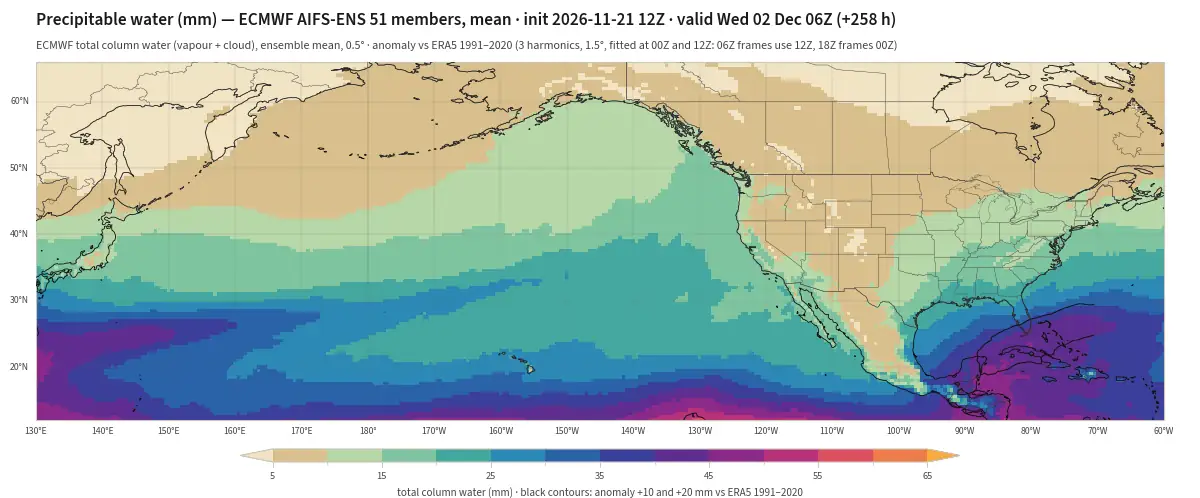 Precipitable water (mm) — ECMWF AIFS-ENS 51 members, mean · init 2026-11-21 12Z · valid Wed 02 Dec 06Z (+258 h)
ECMWF total column water (vapour + cloud), ensemble mean, 0.5° · anomaly vs ERA5 1991–2020 (3 harmonics, 1.5°, fitted at 00Z and 12Z: 06Z frames use 12Z, 18Z frames 00Z)
60°N
50°N
40°N
30°N
20°N
130°E 140°E 150°E 160°E 170°E 180° 170°W 160°W 150°W 140°W 130°W 120°W 110°W 100°W 90°W 80°W 70°W 60°W
5 15 25 35 45 55 65
total column water (mm) · black contours: anomaly +10 and +20 mm vs ERA5 1991–2020